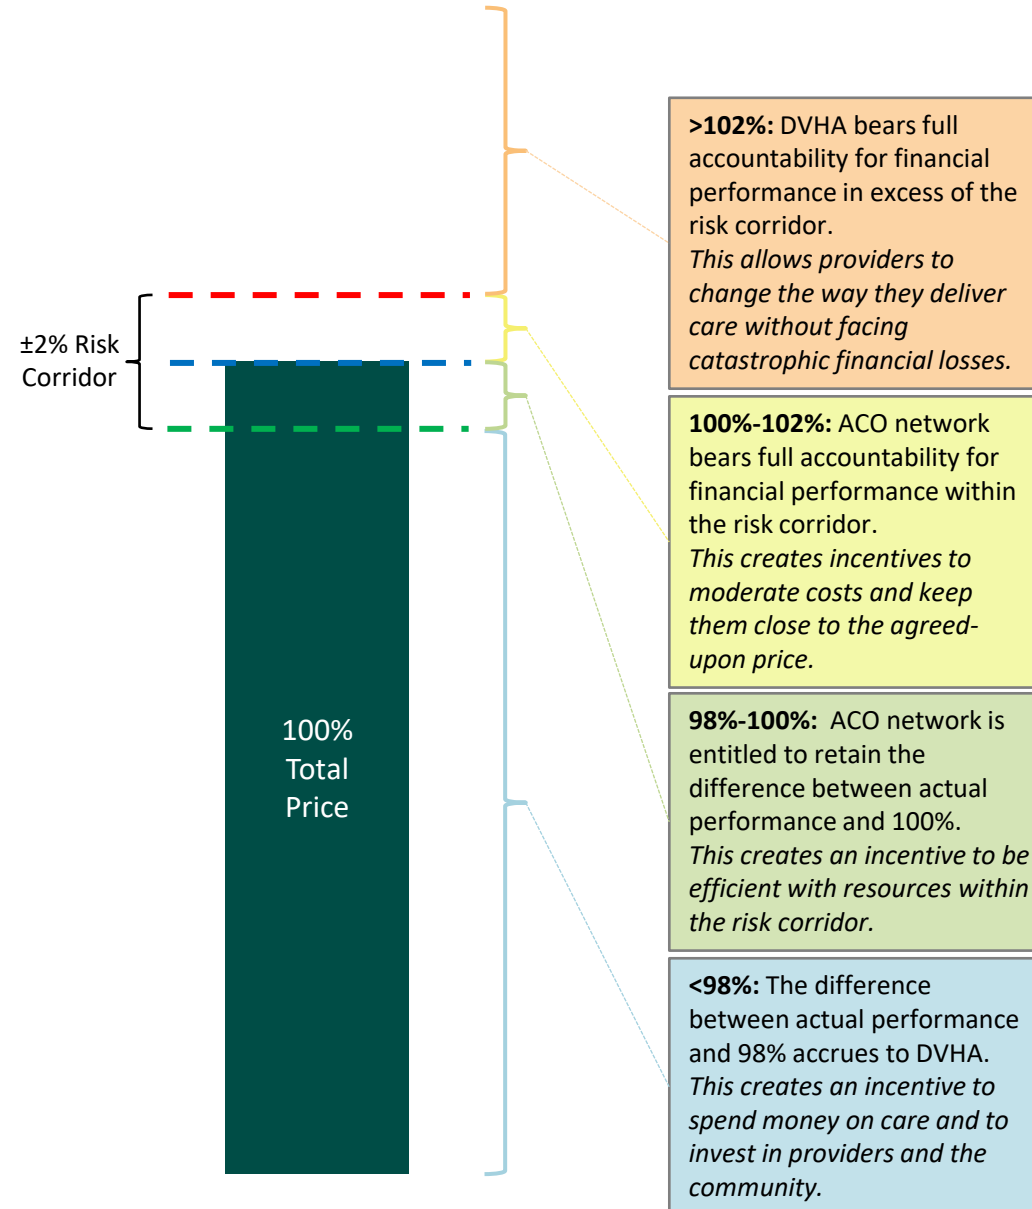 ±2% Risk
Corridor
100%
Total
Price
>102%: DVHA bears full
accountability for financial
performance in excess of the
risk corridor.
This allows providers to
change the way they deliver
care without facing
catastrophic financial losses.
100%-102%: ACO network
bears full accountability for
financial performance within
the risk corridor.
This creates incentives to
moderate costs and keep
them close to the agreed-
upon price.
98%-100%: ACO network is
entitled to retain the
difference between actual
performance and 100%.
This creates an incentive to be
efficient with resources within
the risk corridor.
<98%: The difference
between actual performance
and 98% accrues to DVHA.
This creates an incentive to
spend money on care and to
invest in providers and the
community.